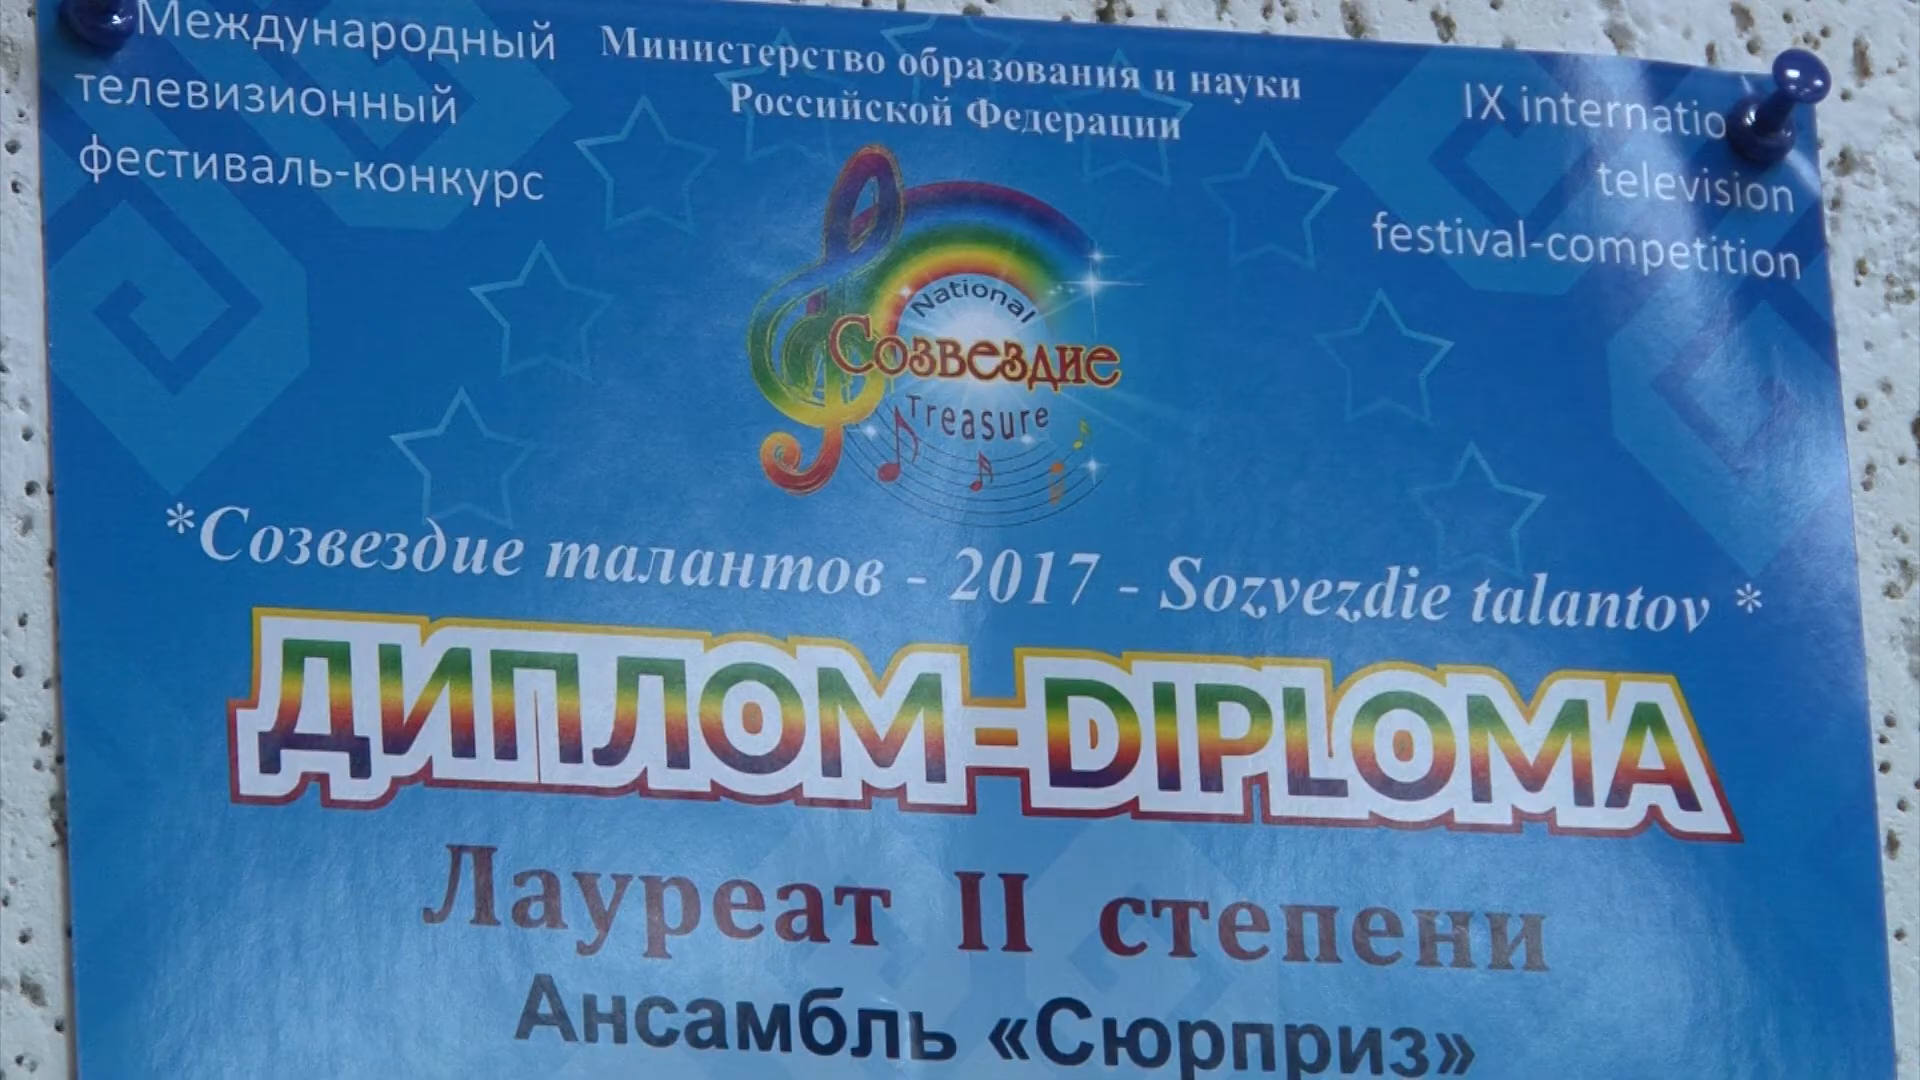 Международный
телевизионный
фестиваль-конкурс
Министерство образования и науки
Российской Федерации
IX internatio
television
festival-competition
National
Созвездие
Treasure
*Созвездие талантов - 2017 - Sozvezdie talantov *
ДИПЛОМ-DIPLOMA
Лауреат II степени
Ансамбль «Сюрприз»